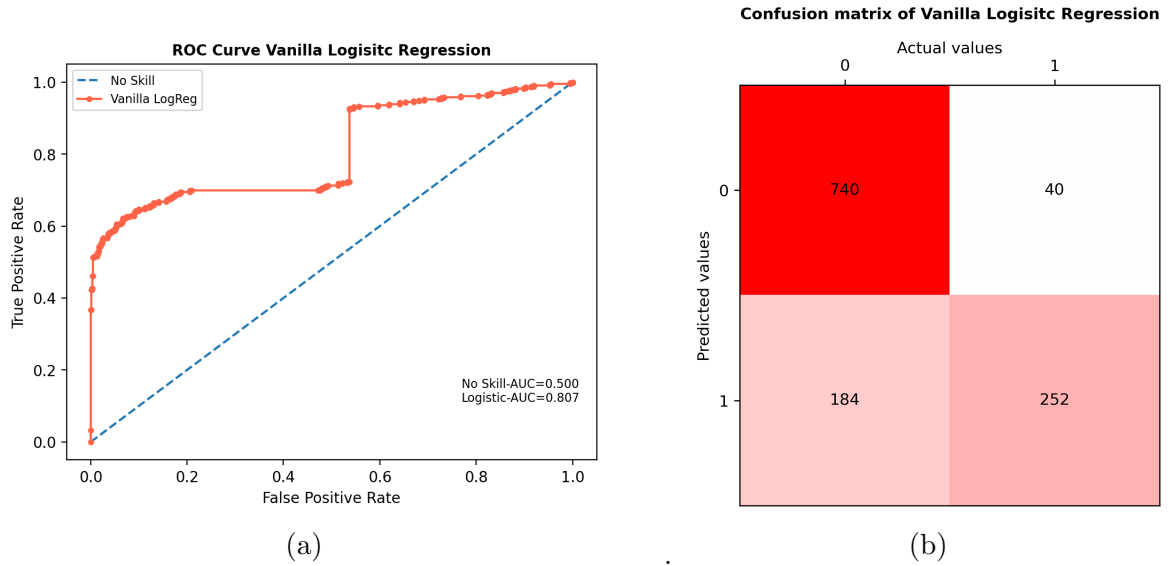 ROC Curve Vanilla Logisitc Regression
No Skill
Vanilla LogReg
True Positive Rate
1.0
0.8
0.6
0.4
0.2
0.0
No Skill-AUC=0.500
Logistic-AUC=0.807
0.0 0.2 0.4 0.6 0.8 1.0
False Positive Rate
(a)
.
Confusion matrix of Vanilla Logisitc Regression
Actual values
0 1
Predicted values
0 740 40
1 184 252
(b)